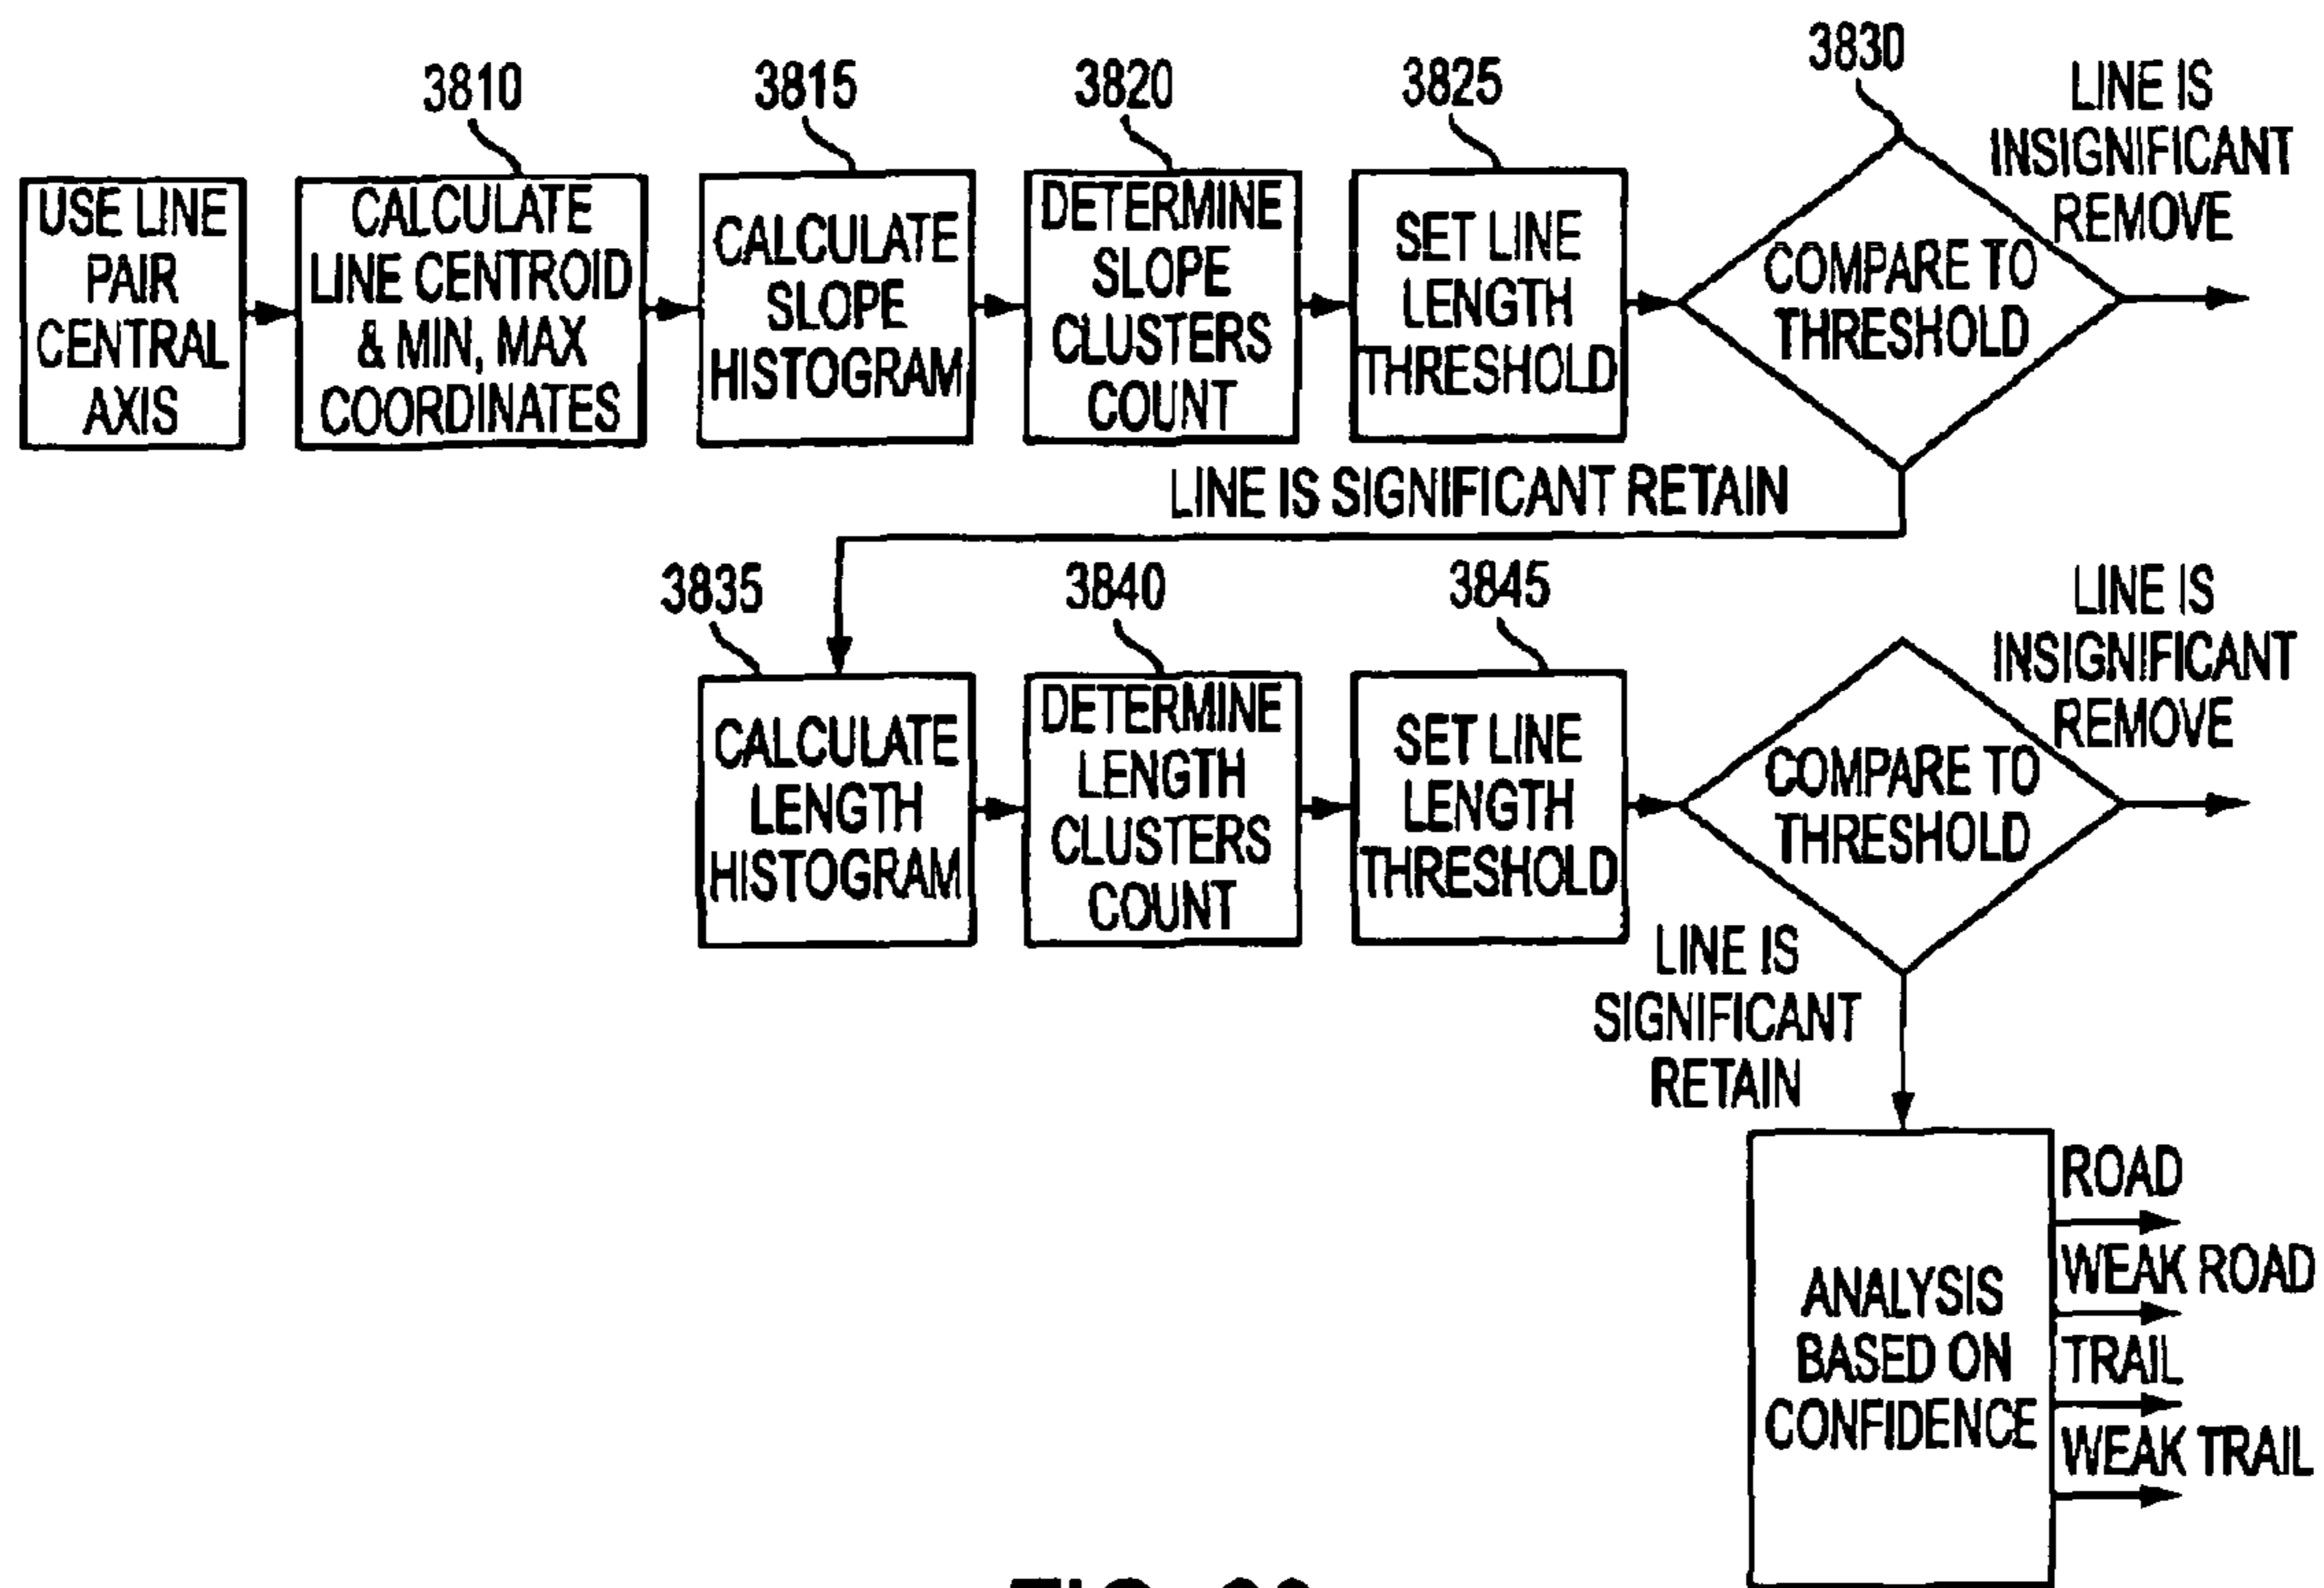 3810
3815
3820
3825
3830
USE LINE
PAIR
CENTRAL
AXIS
CALCULATE
LINE CENTROID
& MIN, MAX
COORDINATES
CALCULATE
SLOPE
HISTOGRAM
DETERMINE
SLOPE
CLUSTERS
COUNT
SET LINE
LENGTH
THRESHOLD
COMPARE TO
THRESHOLD
LINE IS
INSIGNIFICANT
REMOVE
LINE IS SIGNIFICANT RETAIN
3835
3840
3845
CALCULATE
LENGTH
HISTOGRAM
DETERMINE
LENGTH
CLUSTERS
COUNT
SET LINE
LENGTH
THRESHOLD
COMPARE TO
THRESHOLD
LINE IS
INSIGNIFICANT
REMOVE
LINE IS
SIGNIFICANT
RETAIN
ANALYSIS
BASED ON
CONFIDENCE
ROAD
WEAK ROAD
TRAIL
WEAK TRAIL